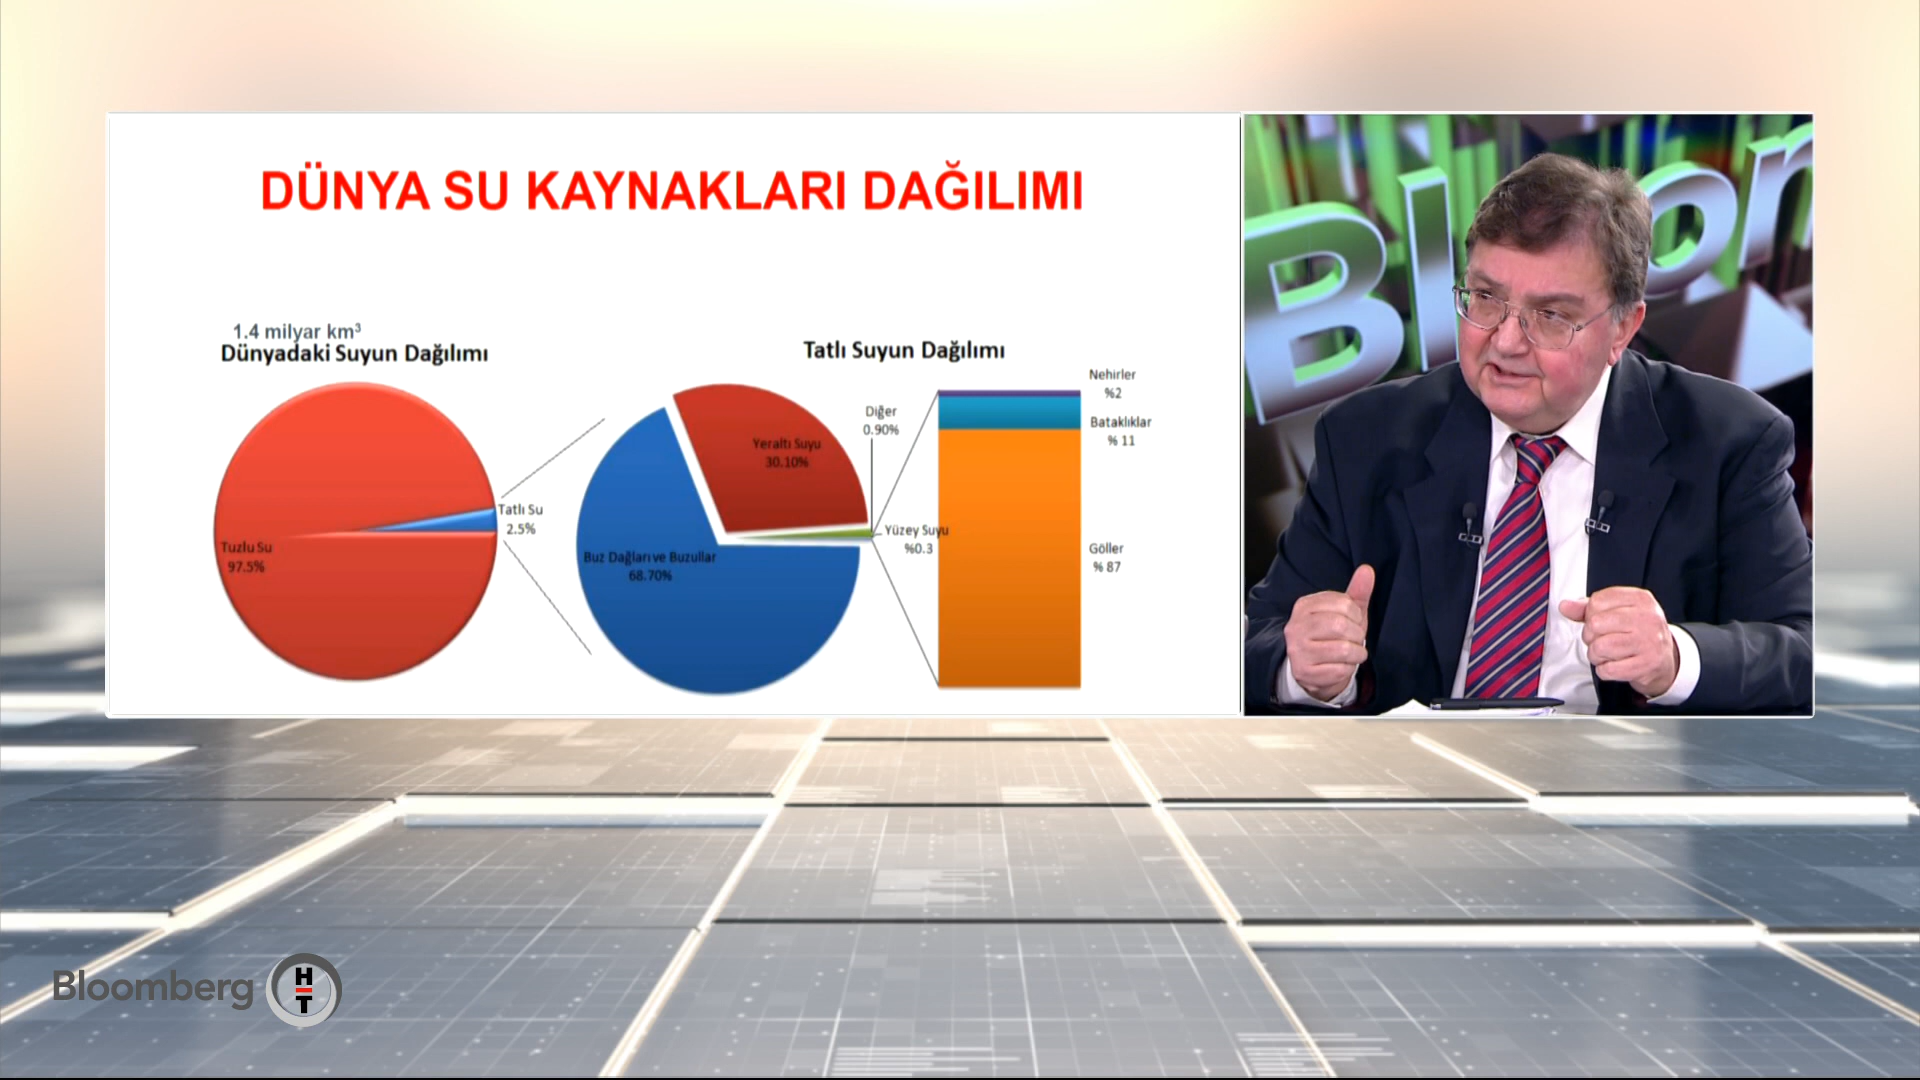 DÜNYA SU KAYNAKLARI DAĞILIMI
1.4 milyar km³
Dünyadaki Suyun Dağılımı
Tuzlu Su
97.5%
Tatlı Su
2.5%
Tatlı Suyun Dağılımı
Yeraltı Suyu
30.10%
Buz Dağları ve Buzullar
68.70%
Diğer
0.90%
Yüzey Suyu
%0.3
Nehirler
%2
Bataklıklar
% 11
Göller
% 87
Bloom
Bloomberg HT